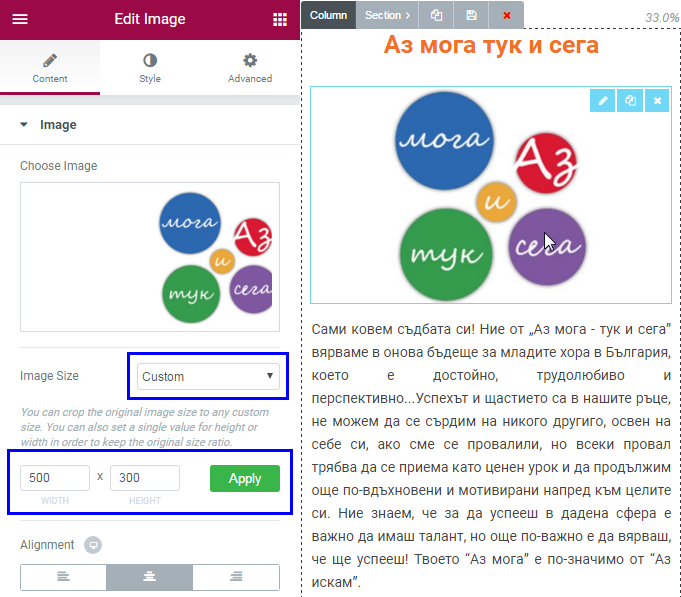 Edit Image
Content
Style
Advanced
Image
Choose Image
мога
Аз
и
тук
сега
Image Size
Custom
You can crop the original image size to any custom
size. You can also set a single value for height or
width in order to keep the original size ratio.
500 x 300 Apply
WIDTH HEIGHT
Alignment
Column Section >
33.0%
Аз мога тук и сега
мога
Аз
и
тук
сега
Сами ковем съдбата си! Ние от „Аз мога - тук и сега”
вярваме в онова бъдеще за младите хора в България,
което е достойно, трудолюбиво и
перспективно...Успехът и щастието са в нашите ръце,
не можем да се сърдим на никого другиго, освен на
себе си, ако сме се провалили, но всеки провал
трябва да се приема като ценен урок и да продължим
още по-вдъхновени и мотивирани напред към целите
си. Ние знаем, че за да успееш в дадена сфера е
важно да имаш талант, но още по-важно е да вярваш,
че ще успееш! Твоето “Аз мога” е по-значимо от “Аз
искам”.